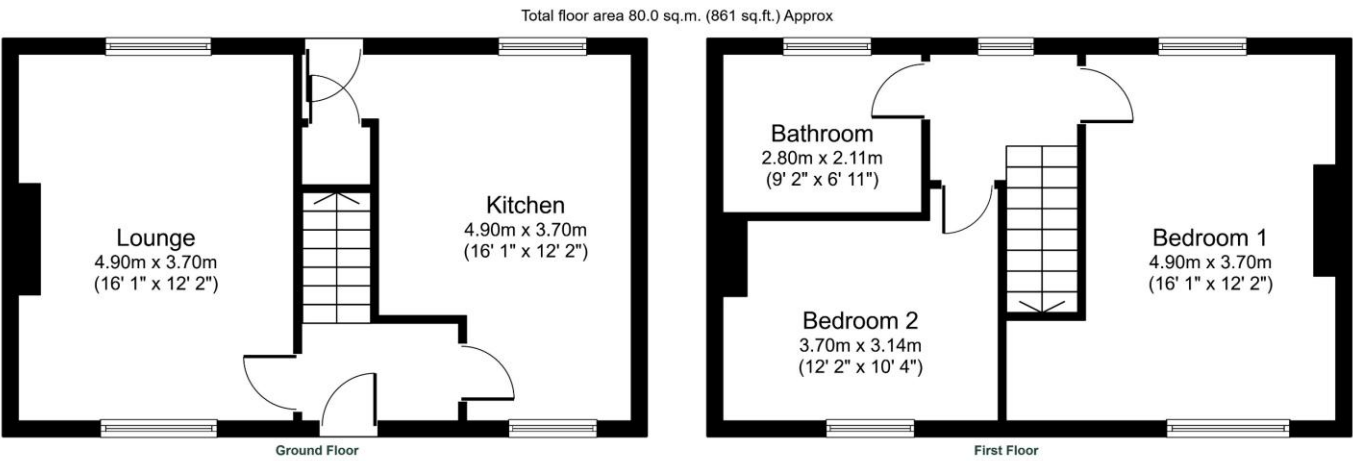 Total floor area 80.0 sq.m. (861 sq.ft.) Approx
Lounge
4.90m x 3.70m
(16' 1" x 12' 2")
Kitchen
4.90m x 3.70m
(16' 1" x 12' 2")
Ground Floor
Bathroom
2.80m x 2.11m
(9' 2" x 6' 11")
Bedroom 1
4.90m x 3.70m
(16' 1" x 12' 2")
Bedroom 2
3.70m x 3.14m
(12' 2" x 10' 4")
First Floor